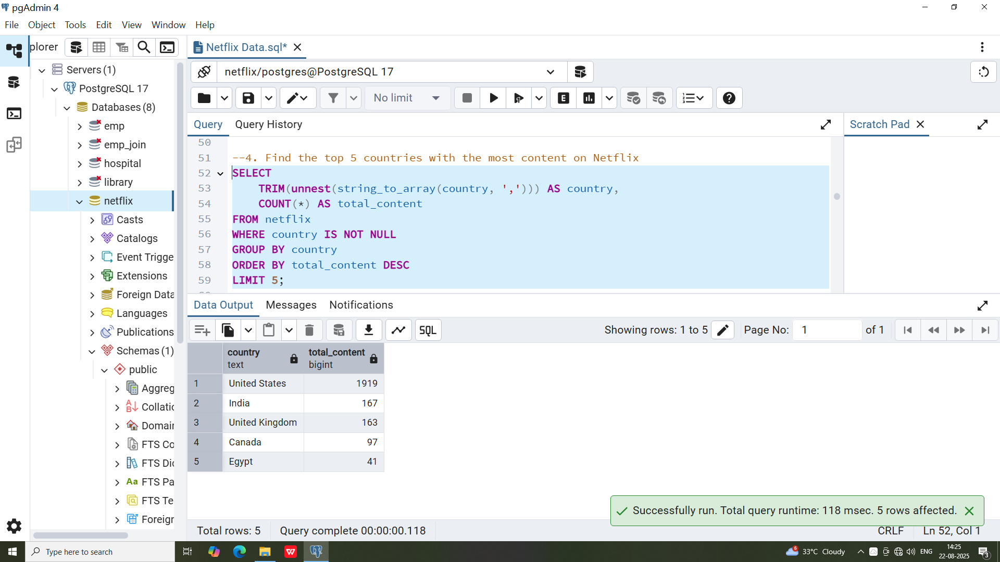 pgAdmin 4
File Object Tools Edit View Window Help
plorer
Netflix Data.sql*
Servers (1)
PostgreSQL 17
Databases (8)
emp
emp_join
hospital
library
netflix
Casts
Catalogs
Event Trigge
Extensions
Foreign Data
Languages
Publications
Schemas (1)
public
Aggreg
Collatic
Domair
FTS Co
FTS Dic
Aa FTS Pa
FTS Te
Foreigr
netflix/postgres@PostgreSQL 17
No limit
E
Query Query History
Scratch Pad
50
51 --4. Find the top 5 countries with the most content on Netflix
52 SELECT
53 TRIM(unnest(string_to_array(country, ','))) AS country,
54 COUNT(*) AS total_content
55 FROM netflix
56 WHERE country IS NOT NULL
57 GROUP BY country
58 ORDER BY total_content DESC
59 LIMIT 5;
Data Output Messages Notifications
SQL
Showing rows: 1 to 5
Page No: 1 of 1
country total_content
text bigint
1 United States 1919
2 India 167
3 United Kingdom 163
4 Canada 97
5 Egypt 41
Successfully run. Total query runtime: 118 msec. 5 rows affected.
Total rows: 5 Query complete 00:00:00.118
CRLF Ln 52, Col 1
Type here to search
W
6
33°C Cloudy
ENG
14:25
22-08-2025
3